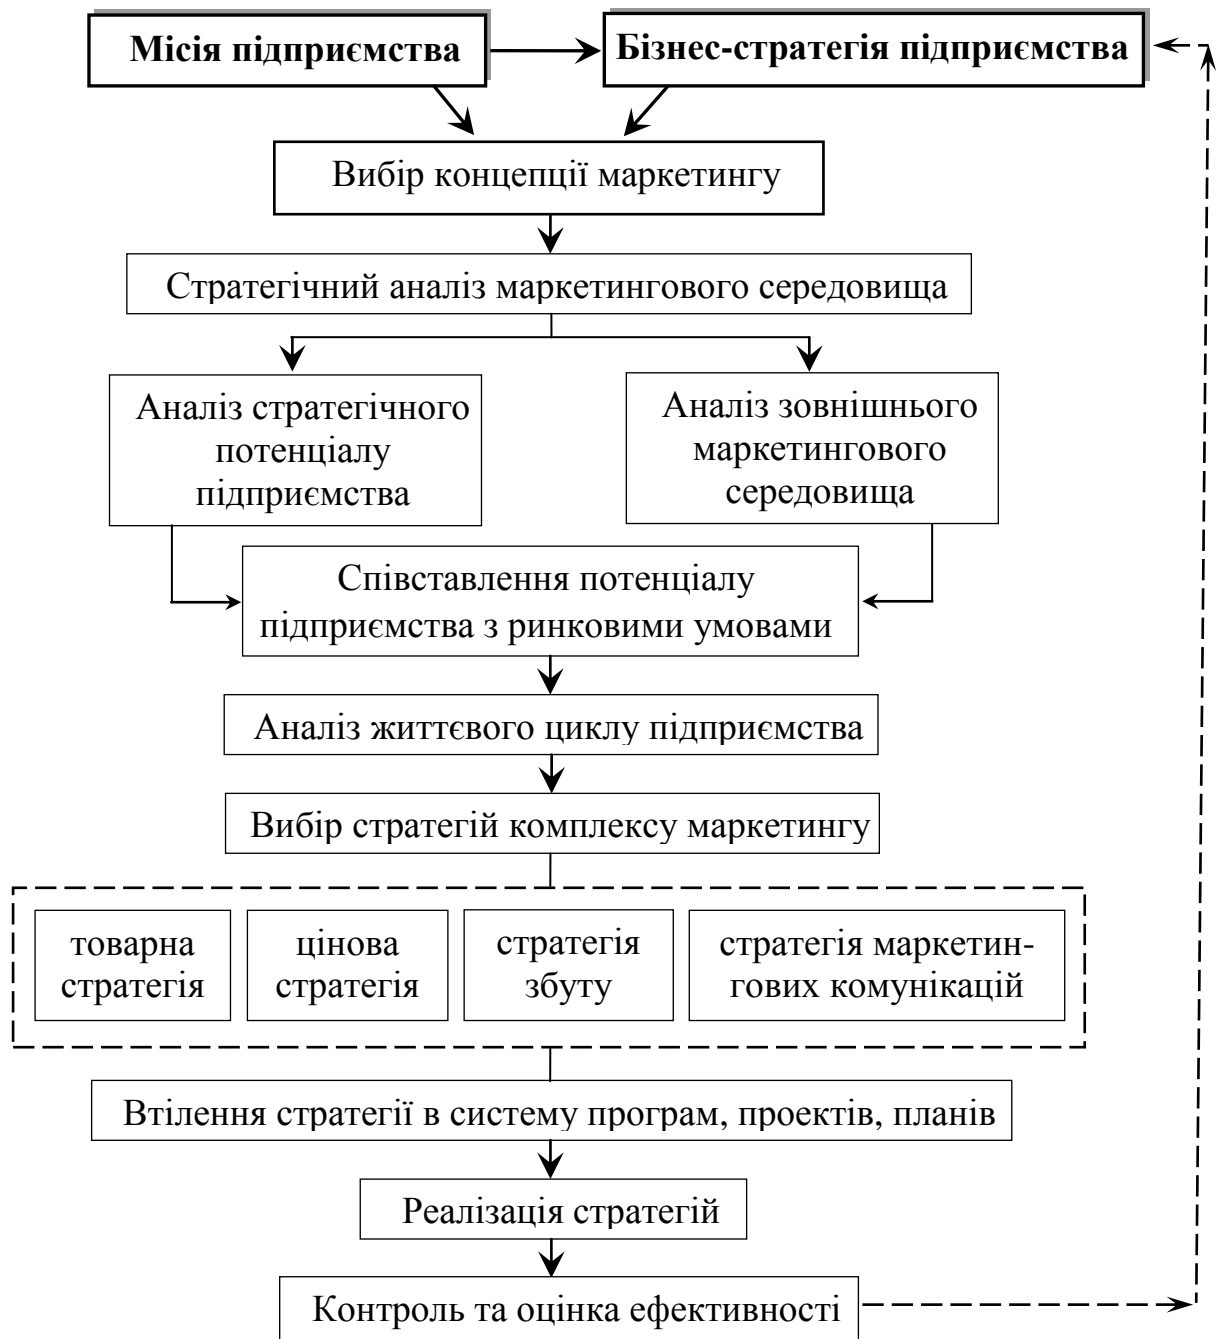 Місія підприємства
Бізнес-стратегія підприємства
Вибір концепції маркетингу
Стратегічний аналіз маркетингового середовища
Аналіз стратегічного
потенціалу
підприємства
Аналіз зовнішнього
маркетингового
середовища
Співставлення потенціалу
підприємства з ринковими умовами
Аналіз життєвого циклу підприємства
Вибір стратегій комплексу маркетингу
товарна
стратегія
цінова
стратегія
стратегія
збуту
стратегія маркетин-
гових комунікацій
Втілення стратегії в систему програм, проектів, планів
Реалізація стратегій
Контроль та оцінка ефективності